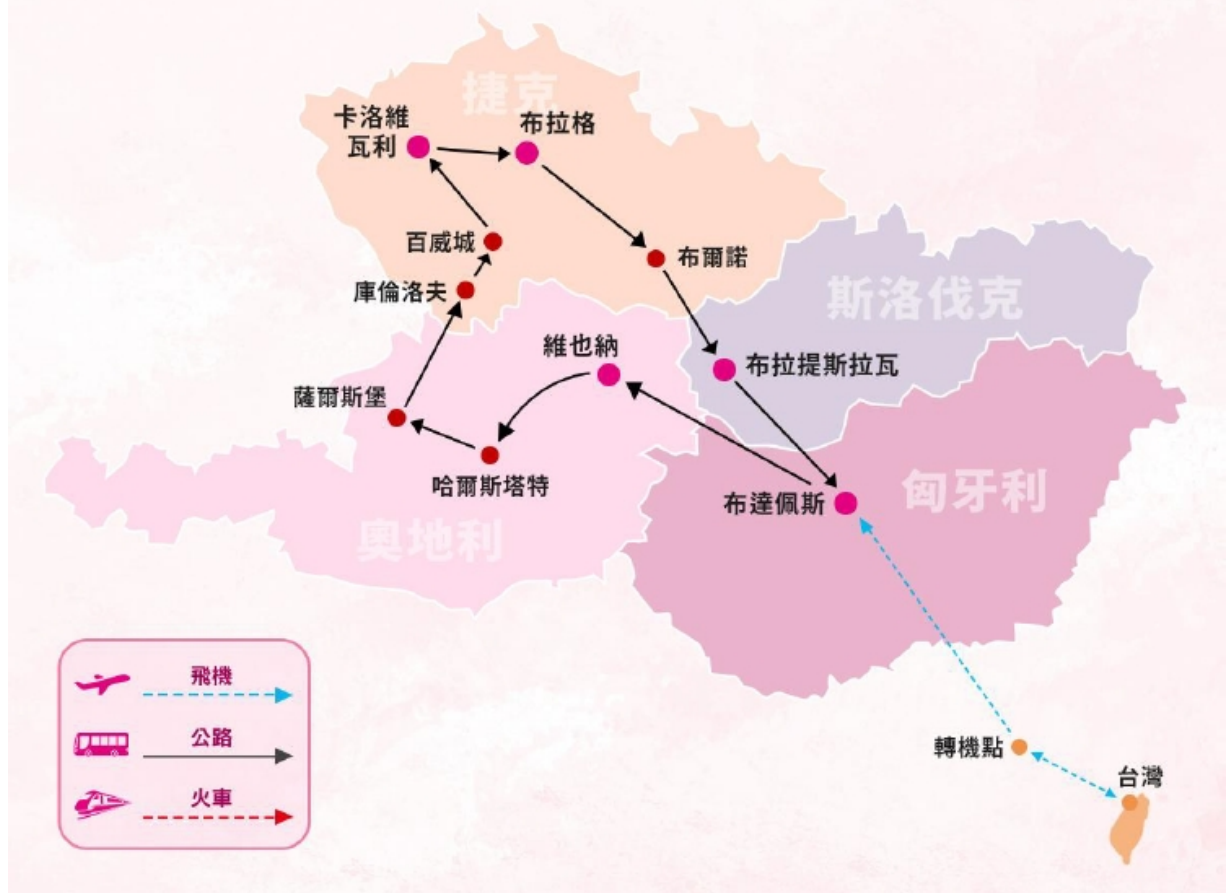 捷克
卡洛維
瓦利
布拉格
百威城
布爾諾
庫倫洛夫
斯洛伐克
維也納
布拉提斯拉瓦
薩爾斯堡
哈爾斯塔特
布達佩斯
匈牙利
奧地利
飛機
公路
火車
轉機點
台灣